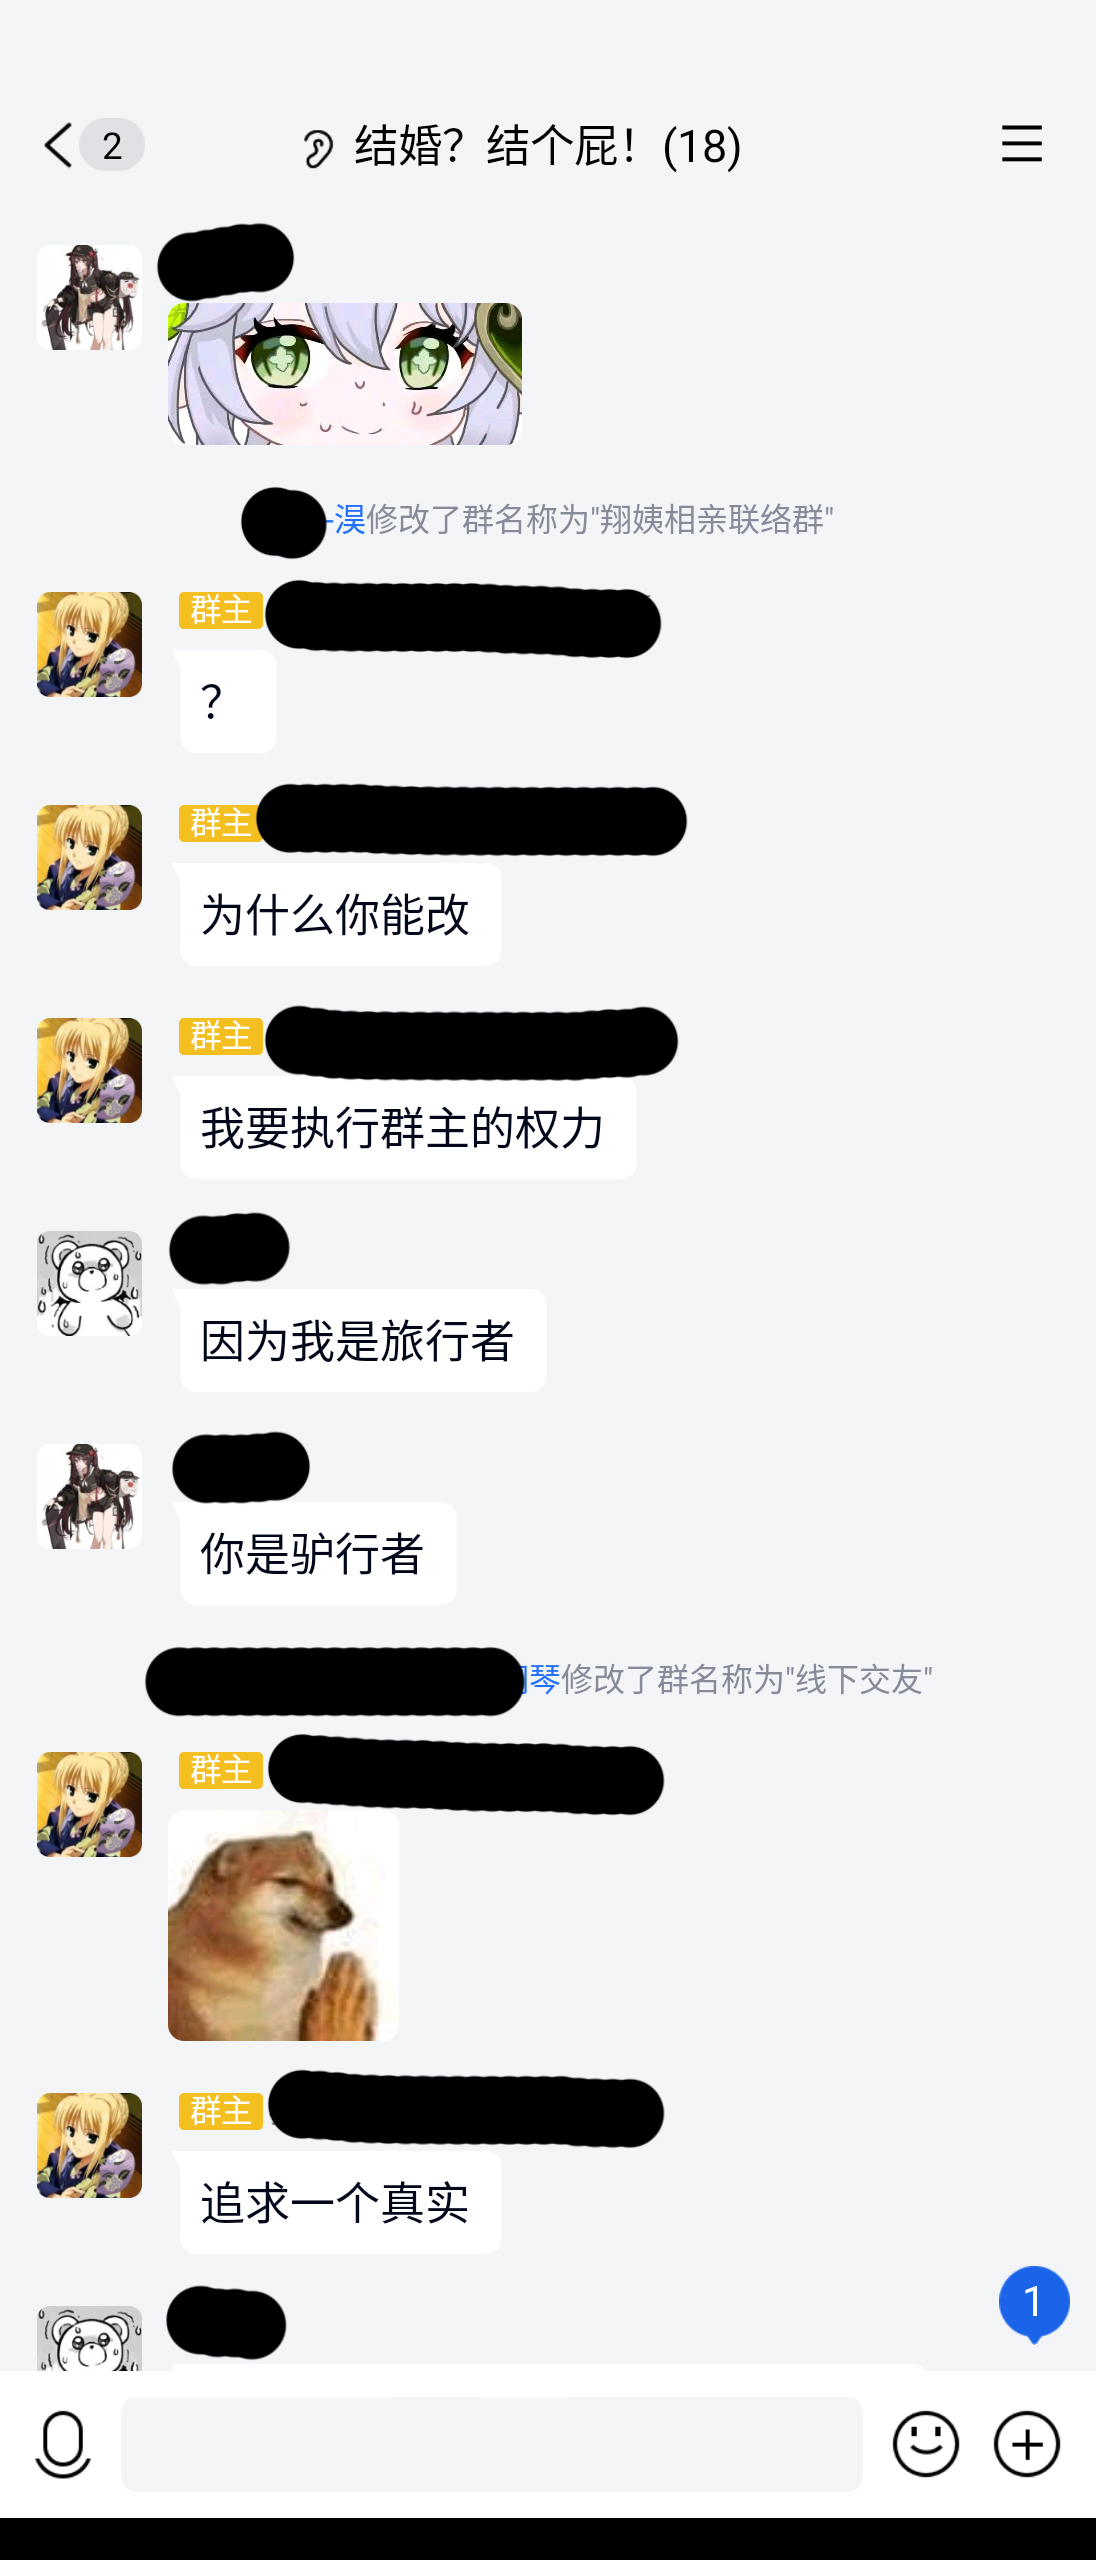 2
结婚？结个屁！(18)
-淏修改了群名称为"翔姨相亲联络群"
群主
？
群主
为什么你能改
群主
我要执行群主的权力
因为我是旅行者
你是驴行者
琴修改了群名称为"线下交友"
群主
群主
追求一个真实
1